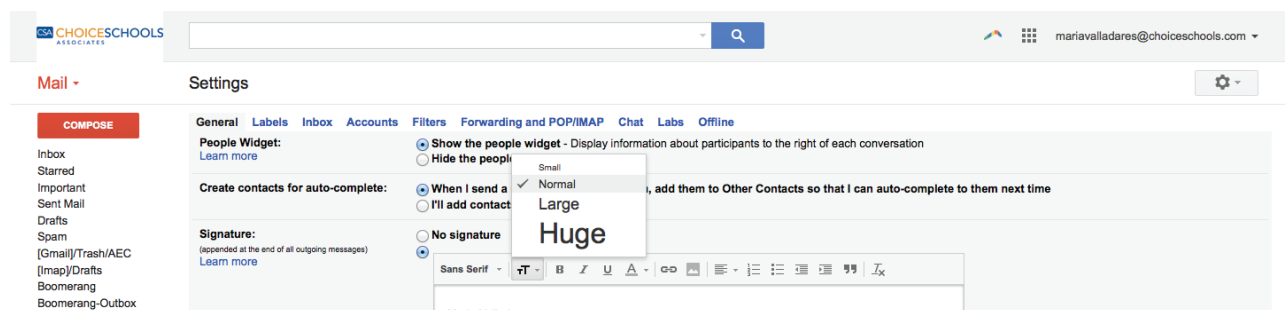 CSA CHOICESCHOOLS
ASSOCIATES
mariavalladares@choiceschools.com
Mail
Settings
COMPOSE
General Labels Inbox Accounts Filters Forwarding and POP/IMAP Chat Labs Offline
People Widget:
Learn more
Show the people widget - Display information about participants to the right of each conversation
Hide the people
Small
Normal
Large
Huge
Create contacts for auto-complete:
When I send a , add them to Other Contacts so that I can auto-complete to them next time
I'll add contact
Signature:
(appended at the end of all outgoing messages)
Learn more
No signature
Sans Serif TT B I U A Tx
Inbox
Starred
Important
Sent Mail
Drafts
Spam
[Gmail]/Trash/AEC
[Imap]/Drafts
Boomerang
Boomerang-Outbox